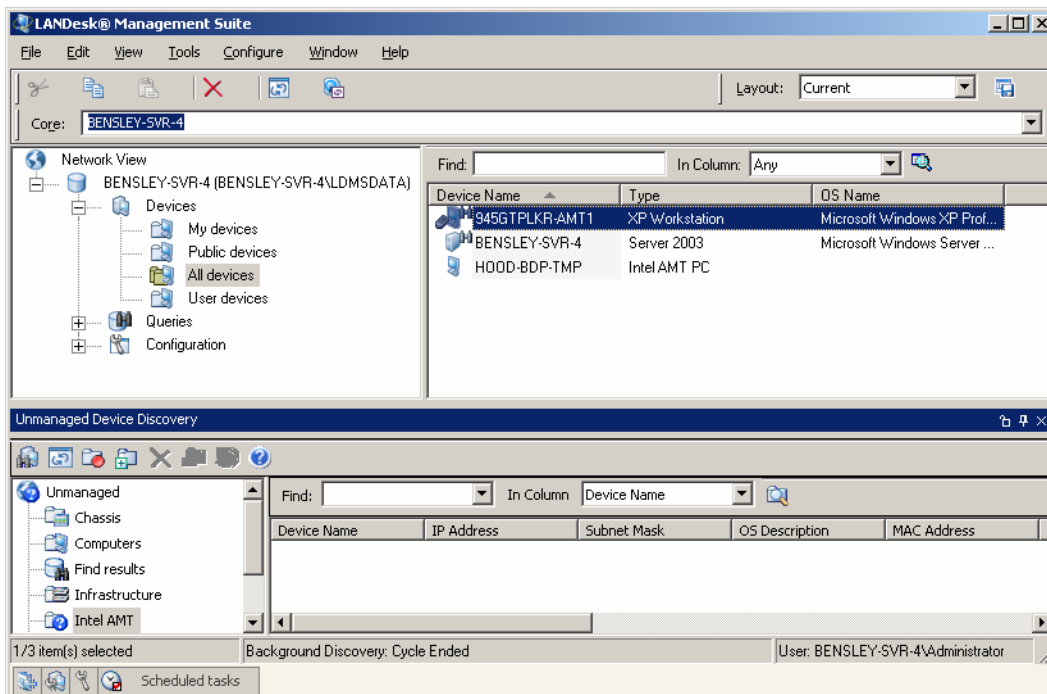 LANDesk® Management Suite
File Edit View Tools Configure Window Help
Layout: Current
Core: BENSLEY-SVR-4
Network View
BENSLEY-SVR-4 (BENSLEY-SVR-4\LDMSDATA)
Devices
My devices
Public devices
All devices
User devices
Queries
Configuration
Find: In Column: Any
Device Name Type OS Name
945GTPLKR-AMT1 XP Workstation Microsoft Windows XP Prof...
BENSLEY-SVR-4 Server 2003 Microsoft Windows Server ...
HOOD-BDP-TMP Intel AMT PC
Unmanaged Device Discovery
Unmanaged
Chassis
Computers
Find results
Infrastructure
Intel AMT
Find: In Column Device Name
Device Name IP Address Subnet Mask OS Description MAC Address
1/3 item(s) selected Background Discovery: Cycle Ended User: BENSLEY-SVR-4\Administrator
Scheduled tasks